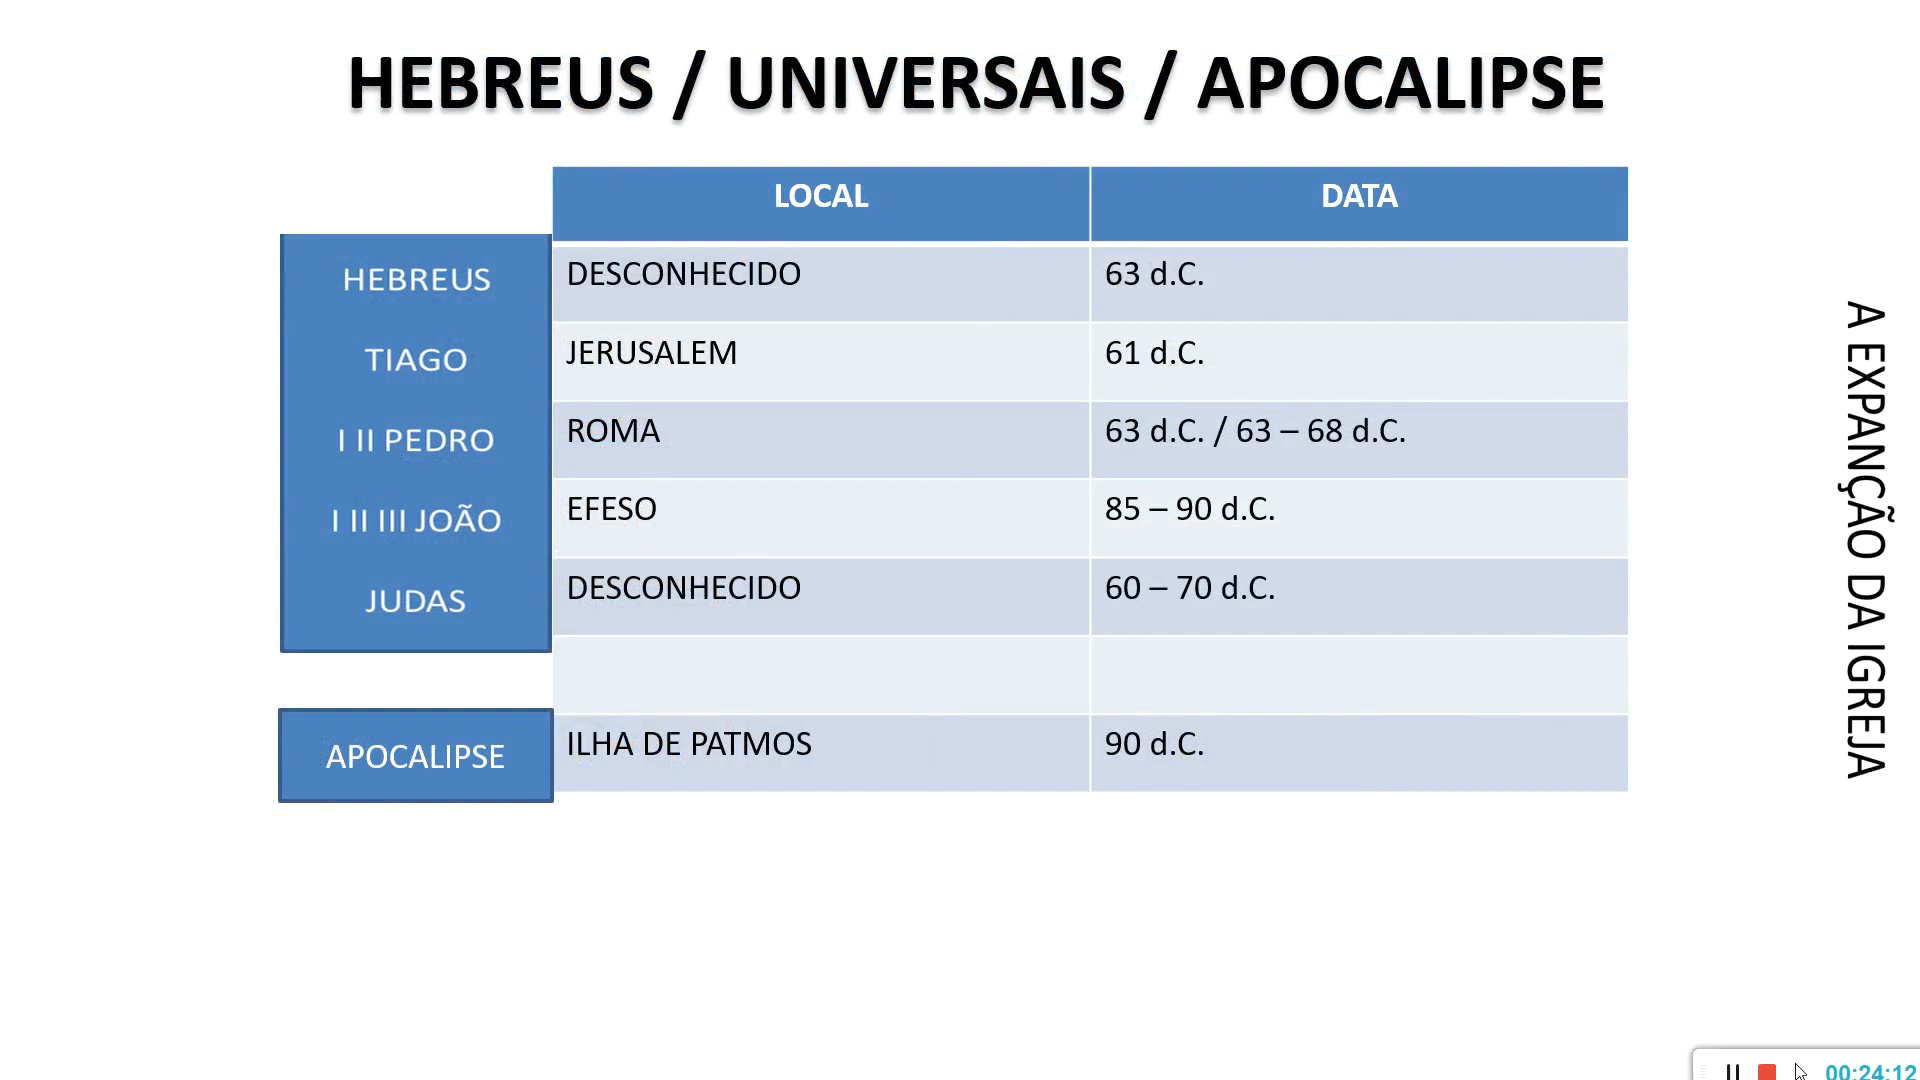 HEBREUS / UNIVERSAIS / APOCALIPSE
LOCAL DATA
HEBREUS DESCONHECIDO 63 d.C.
TIAGO JERUSALEM 61 d.C.
I II PEDRO ROMA 63 d.C. / 63 – 68 d.C.
I II III JOÃO EFESO 85 – 90 d.C.
JUDAS DESCONHECIDO 60 – 70 d.C.
APOCALIPSE ILHA DE PATMOS 90 d.C.
A EXPANÇÃO DA IGREJA
00:24:12